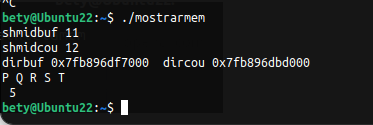 ^C
bety@Ubuntu22:~$ ./mostrarmem
shmidbuf 11
shmidcou 12
dirbuf 0x7fb896df7000  dircou 0x7fb896dbd000
P Q R S T
 5
bety@Ubuntu22:~$